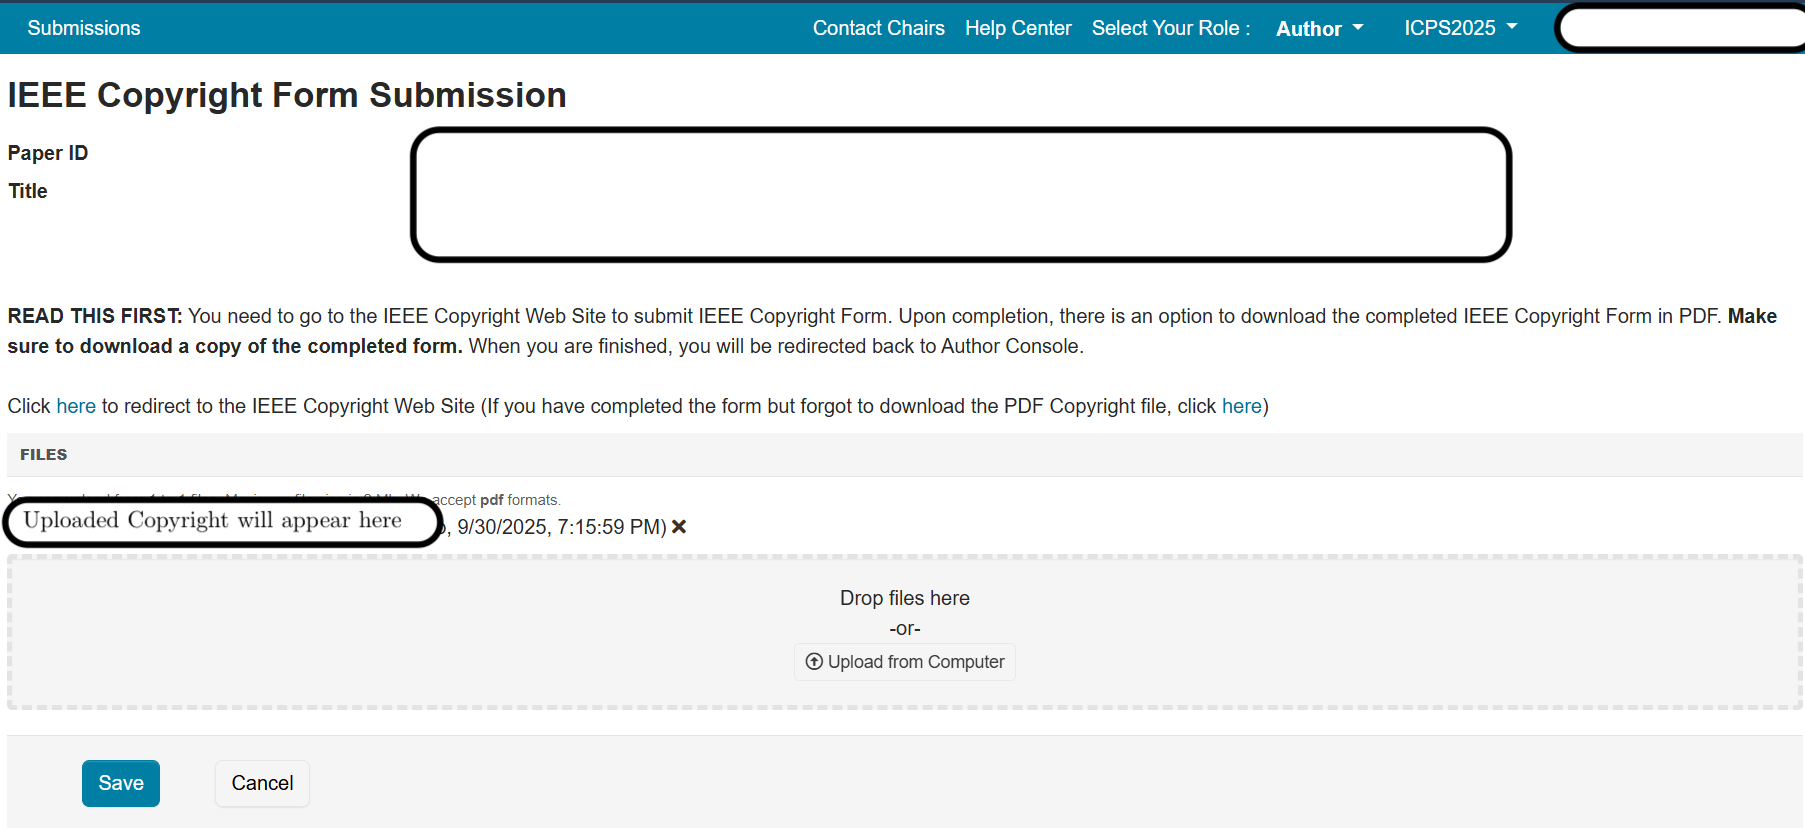 Submissions Contact Chairs Help Center Select Your Role : Author ICPS2025
IEEE Copyright Form Submission
Paper ID
Title
READ THIS FIRST: You need to go to the IEEE Copyright Web Site to submit IEEE Copyright Form. Upon completion, there is an option to download the completed IEEE Copyright Form in PDF. Make
sure to download a copy of the completed form. When you are finished, you will be redirected back to Author Console.
Click here to redirect to the IEEE Copyright Web Site (If you have completed the form but forgot to download the PDF Copyright file, click here)
FILES
accept pdf formats.
Uploaded Copyright will appear here , 9/30/2025, 7:15:59 PM)
Drop files here
-or-
Upload from Computer
Save Cancel